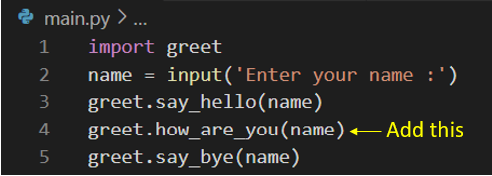 main.py > ...
1 import greet
2 name = input('Enter your name :')
3 greet.say_hello(name)
4 greet.how_are_you(name) Add this
5 greet.say_bye(name)